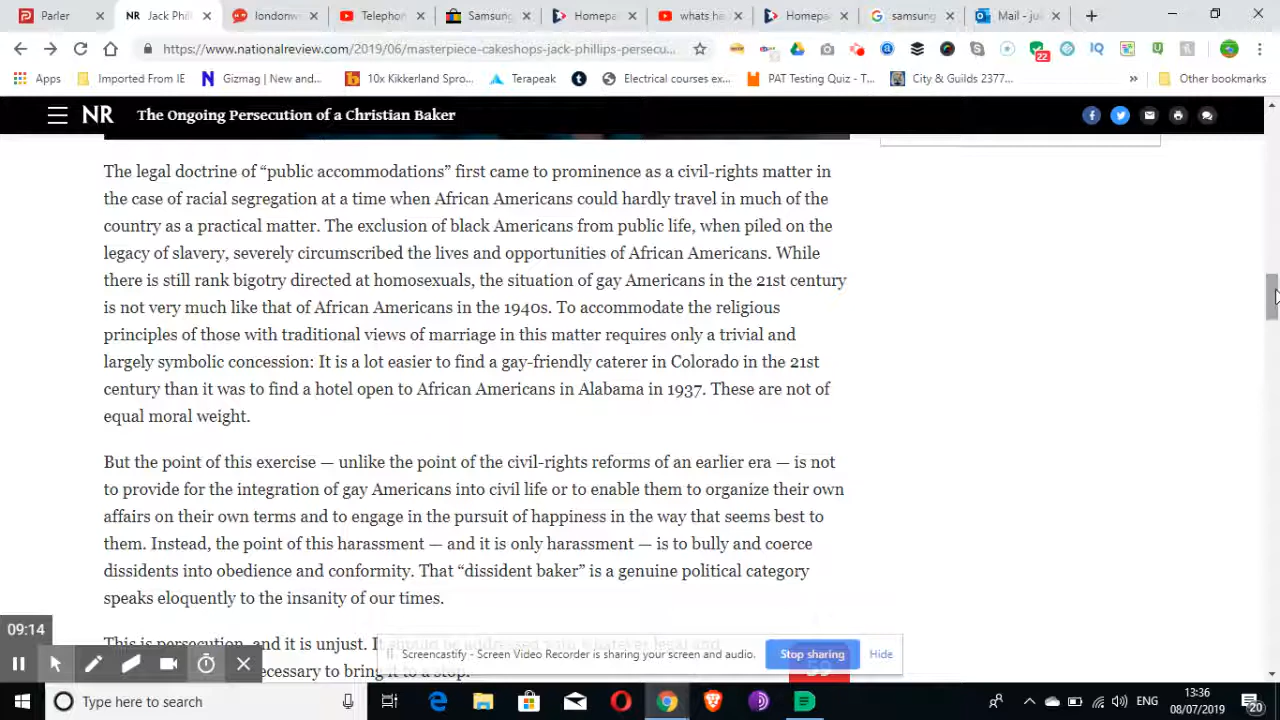 Parler
NR Jack Phil
londonw
Telephon
Samsung
Homepa
whats he
Homepa
samsung
Mail - ju
https://www.nationalreview.com/2019/06/masterpiece-cakeshops-jack-phillips-persecu...
22
IQ
Apps
Imported From IE
Gizmag | New and...
10x Kikkerland Spro...
Terapeak
Electrical courses ex...
PAT Testing Quiz - T...
City & Guilds 2377...
»
Other bookmarks
NR The Ongoing Persecution of a Christian Baker
The legal doctrine of “public accommodations” first came to prominence as a civil-rights matter in
the case of racial segregation at a time when African Americans could hardly travel in much of the
country as a practical matter. The exclusion of black Americans from public life, when piled on the
legacy of slavery, severely circumscribed the lives and opportunities of African Americans. While
there is still rank bigotry directed at homosexuals, the situation of gay Americans in the 21st century
is not very much like that of African Americans in the 1940s. To accommodate the religious
principles of those with traditional views of marriage in this matter requires only a trivial and
largely symbolic concession: It is a lot easier to find a gay-friendly caterer in Colorado in the 21st
century than it was to find a hotel open to African Americans in Alabama in 1937. These are not of
equal moral weight.
But the point of this exercise — unlike the point of the civil-rights reforms of an earlier era — is not
to provide for the integration of gay Americans into civil life or to enable them to organize their own
affairs on their own terms and to engage in the pursuit of happiness in the way that seems best to
them. Instead, the point of this harassment — and it is only harassment — is to bully and coerce
dissidents into obedience and conformity. That “dissident baker” is a genuine political category
speaks eloquently to the insanity of our times.
09:14
This is persecution, and it is unjust. It
ecessary to bring it to a stop.
Screencastify - Screen Video Recorder is sharing your screen and audio.
Stop sharing
Hide
59
Type here to search
ENG
13:36
08/07/2019
20